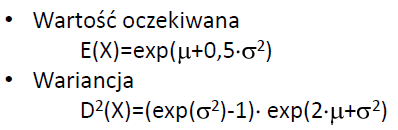 • Wartość oczekiwana
E(X)=exp(μ+0,5·σ²)
• Wariancja
D²(X)=(exp(σ²)-1)· exp(2·μ+σ²)